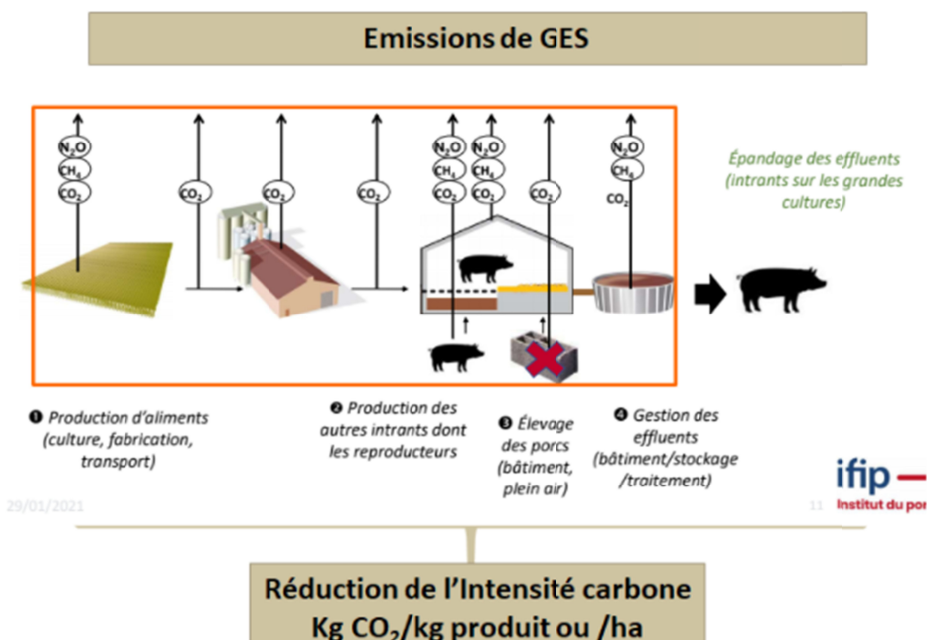 Emissions de GES
N₂O
CH₄
CO₂
CO₂
CO₂
CO₂
N₂O
CH₄
CO₂
N₂O
CH₄
CO₂
CO₂
N₂O
CH₄
CO₂
Épandage des effluents
(intrants sur les grandes
cultures)
❶ Production d'aliments
(culture, fabrication,
transport)
❷ Production des
autres intrants dont
les reproducteurs
❸ Élevage
des porcs
(bâtiment,
plein air)
❹ Gestion des
effluents
(bâtiment/stockage
/traitement)
29/01/2021
11
ifip
Institut du por
Réduction de l'Intensité carbone
Kg CO₂/kg produit ou /ha